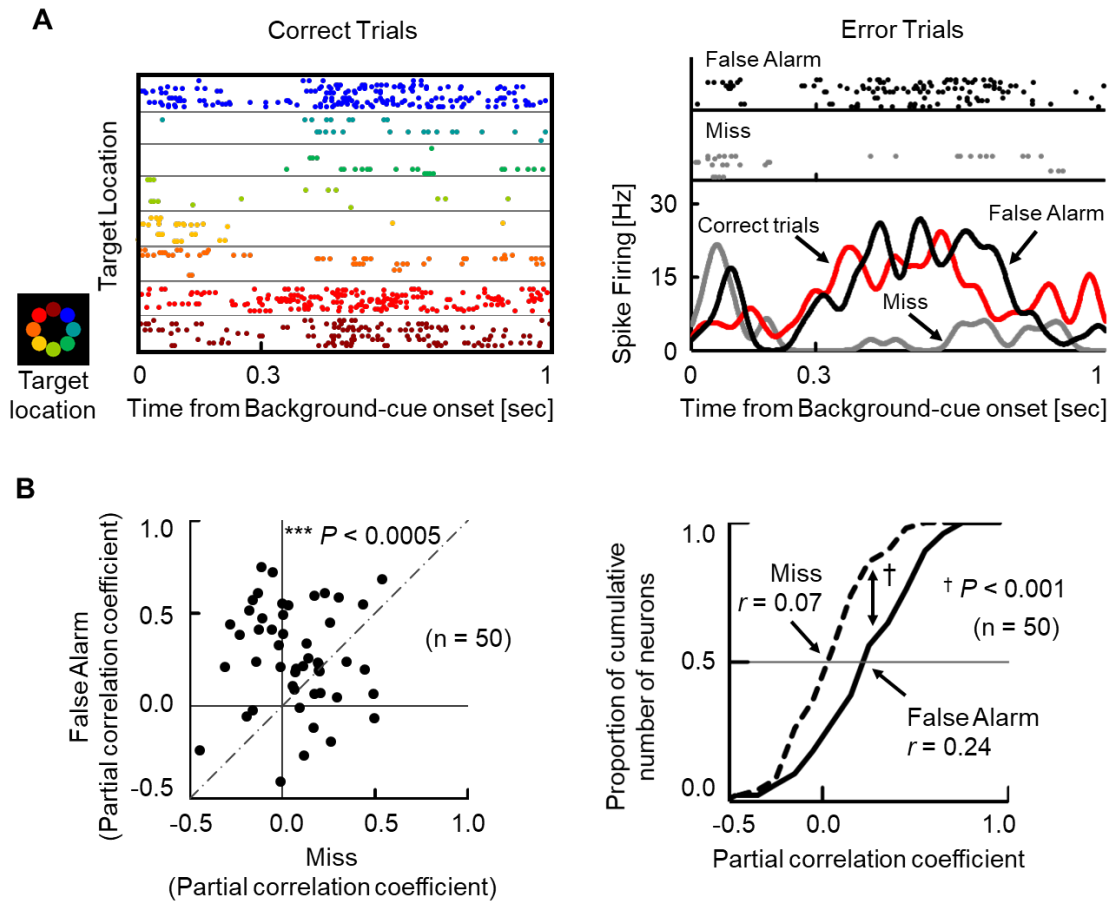 A
Correct Trials
Target Location
Target
location
0
0.3
1
Time from Background-cue onset [sec]
Error Trials
False Alarm
Miss
Spike Firing [Hz]
30
15
0
Correct trials
False Alarm
Miss
0
0.3
1
Time from Background-cue onset [sec]
B
False Alarm
(Partial correlation coefficient)
1.0
0.5
0.0
-0.5
*** P < 0.0005
(n = 50)
-0.5
0.0
0.5
1.0
Miss
(Partial correlation coefficient)
Proportion of cumulative
number of neurons
1.0
0.5
0.0
Miss
r = 0.07
†
† P < 0.001
(n = 50)
False Alarm
r = 0.24
-0.5
0.0
1.0
Partial correlation coefficient